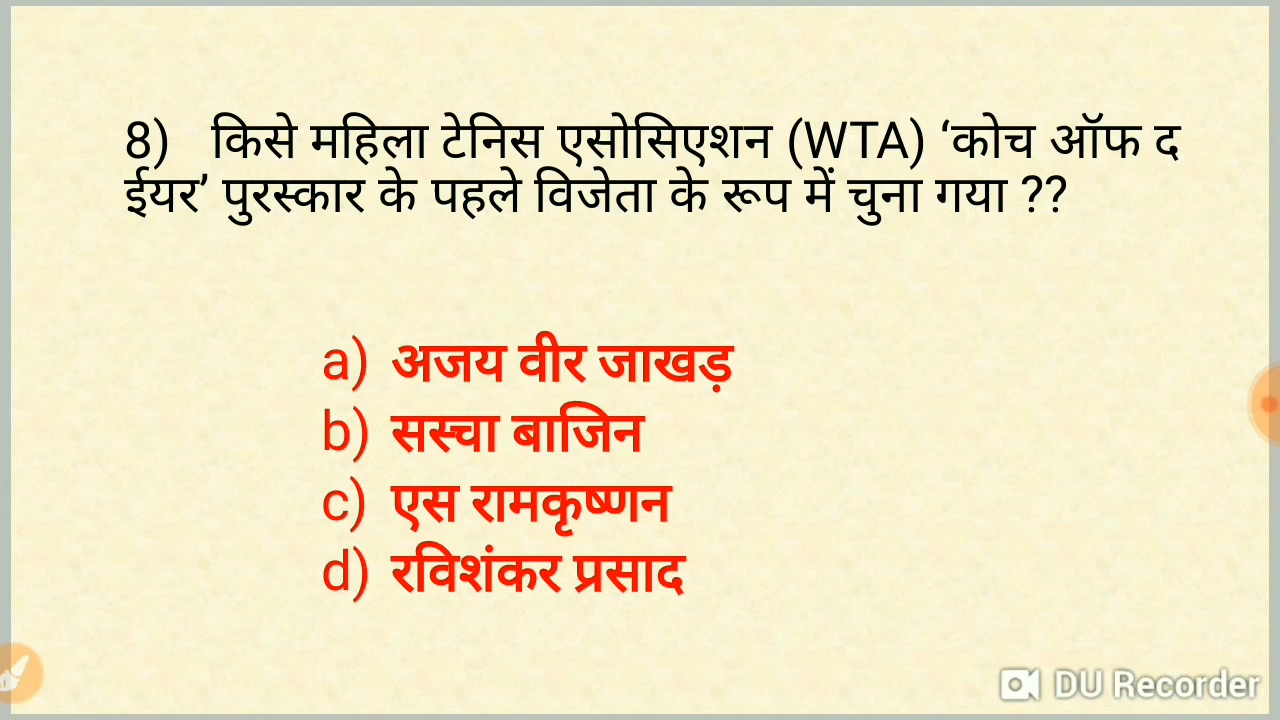 8) किसे महिला टेनिस एसोसिएशन (WTA) ‘कोच ऑफ द
ईयर’ पुरस्कार के पहले विजेता के रूप में चुना गया ??
a) अजय वीर जाखड़
b) सस्चा बाजिन
c) एस रामकृष्णन
d) रविशंकर प्रसाद
DU Recorder